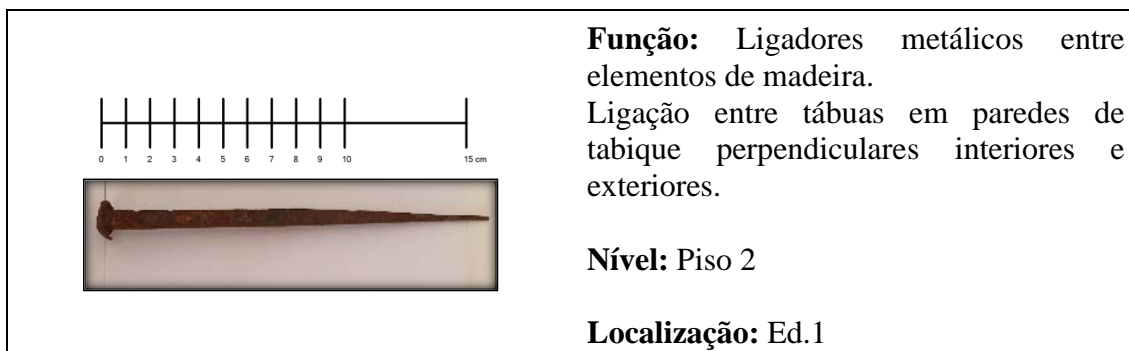 0 1 2 3 4 5 6 7 8 9 10 15 cm
Função: Ligadores metálicos entre
elementos de madeira.
Ligação entre tábuas em paredes de
tabique perpendiculares interiores e
exteriores.
Nível: Piso 2
Localização: Ed.1